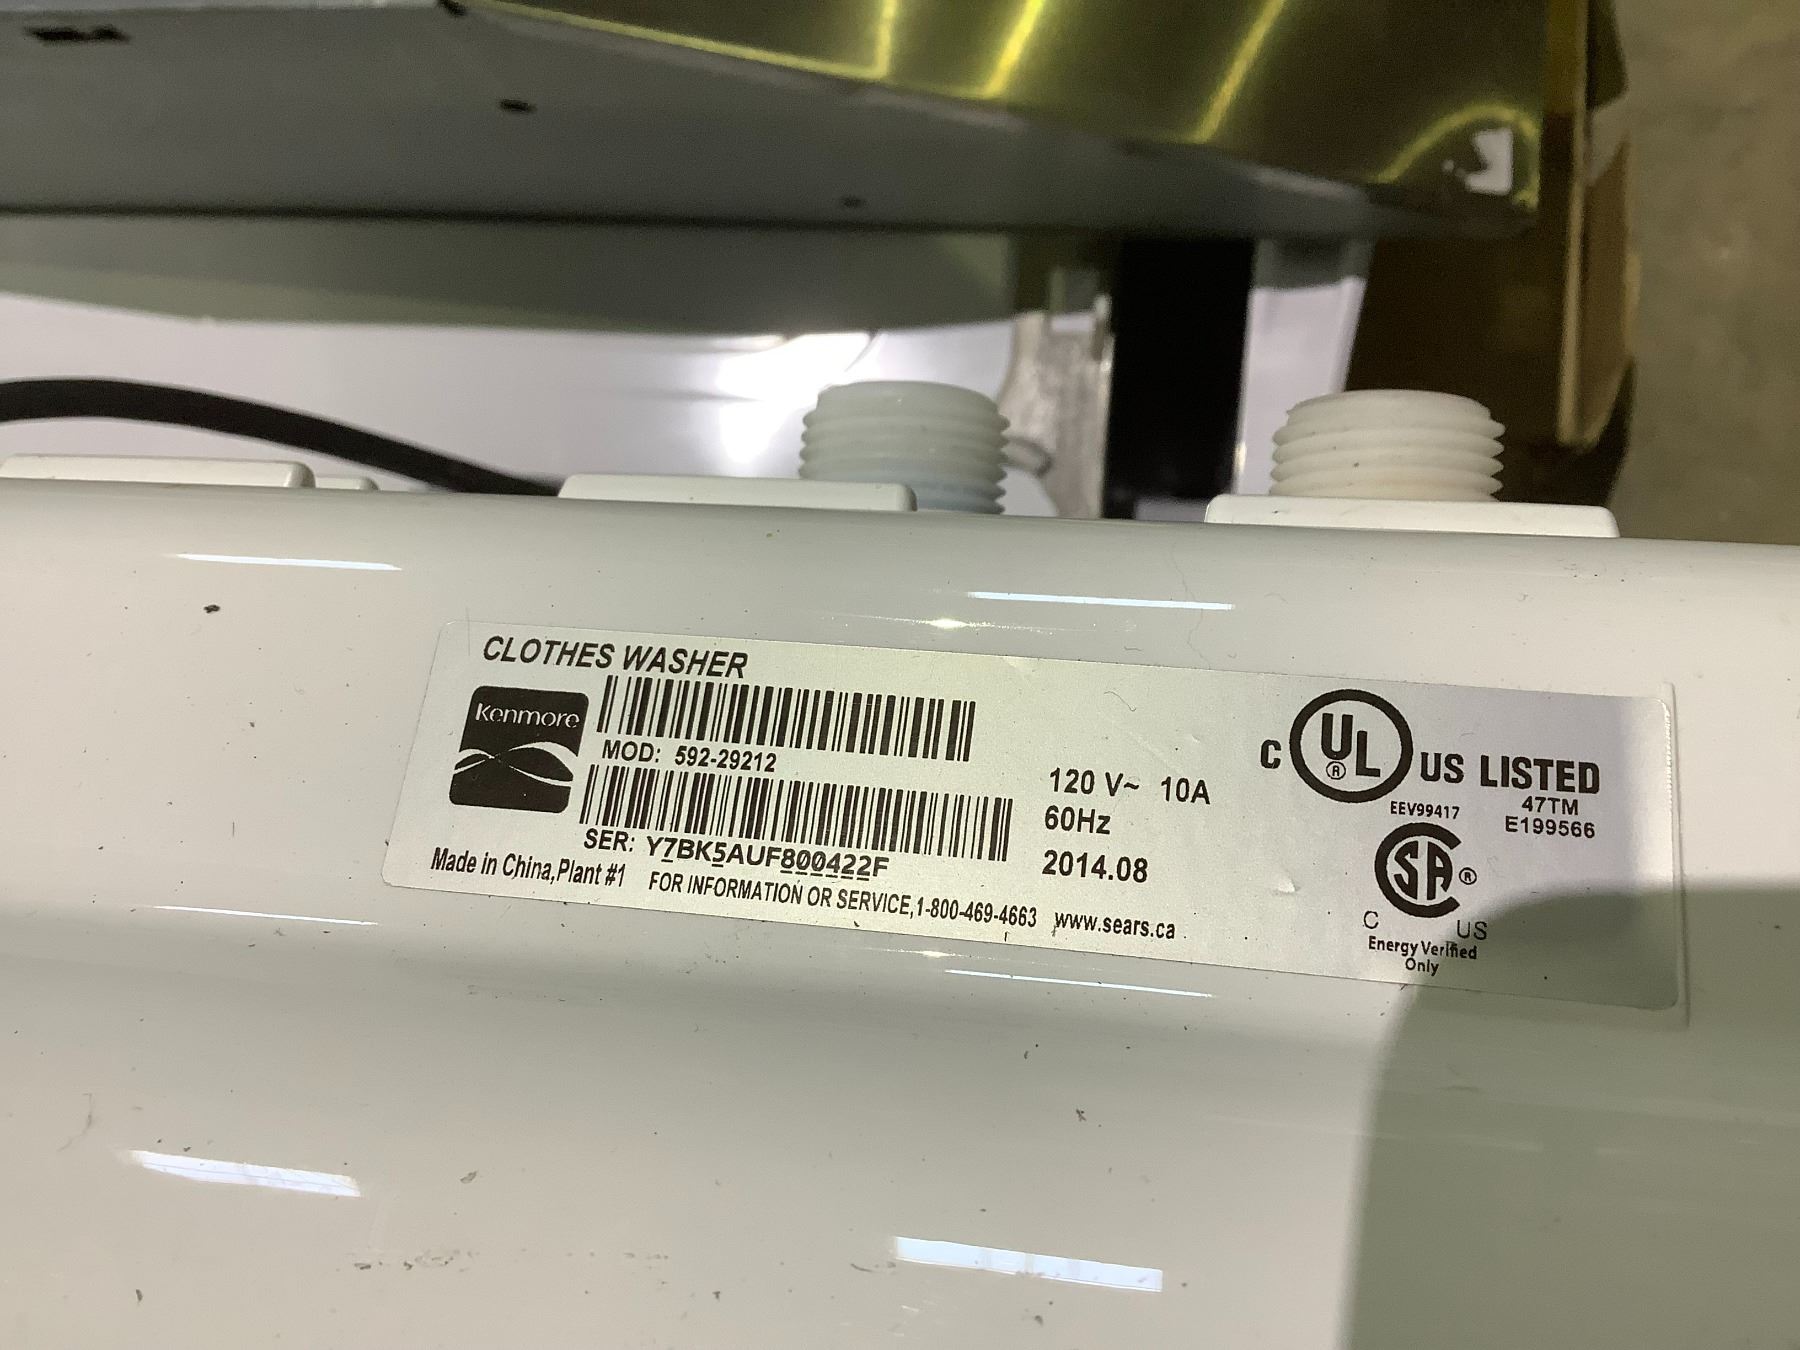 CLOTHES WASHER
Kenmore
MOD: 592-29212
SER: Y7BK5AUF800422F
Made in China,Plant #1
FOR INFORMATION OR SERVICE,1-800-469-4663 www.sears.ca
120 V~ 10A
60Hz
2014.08
C UL ® US LISTED
EEV99417
47TM
E199566
SA ®
C US
Energy Verified
Only